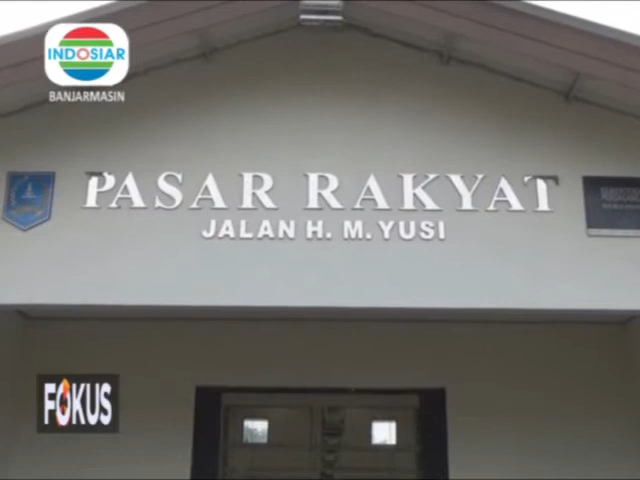 INDOSIAR
BANJARMASIN
PASAR RAKYAT
JALAN H. M. YUSI
FOKUS